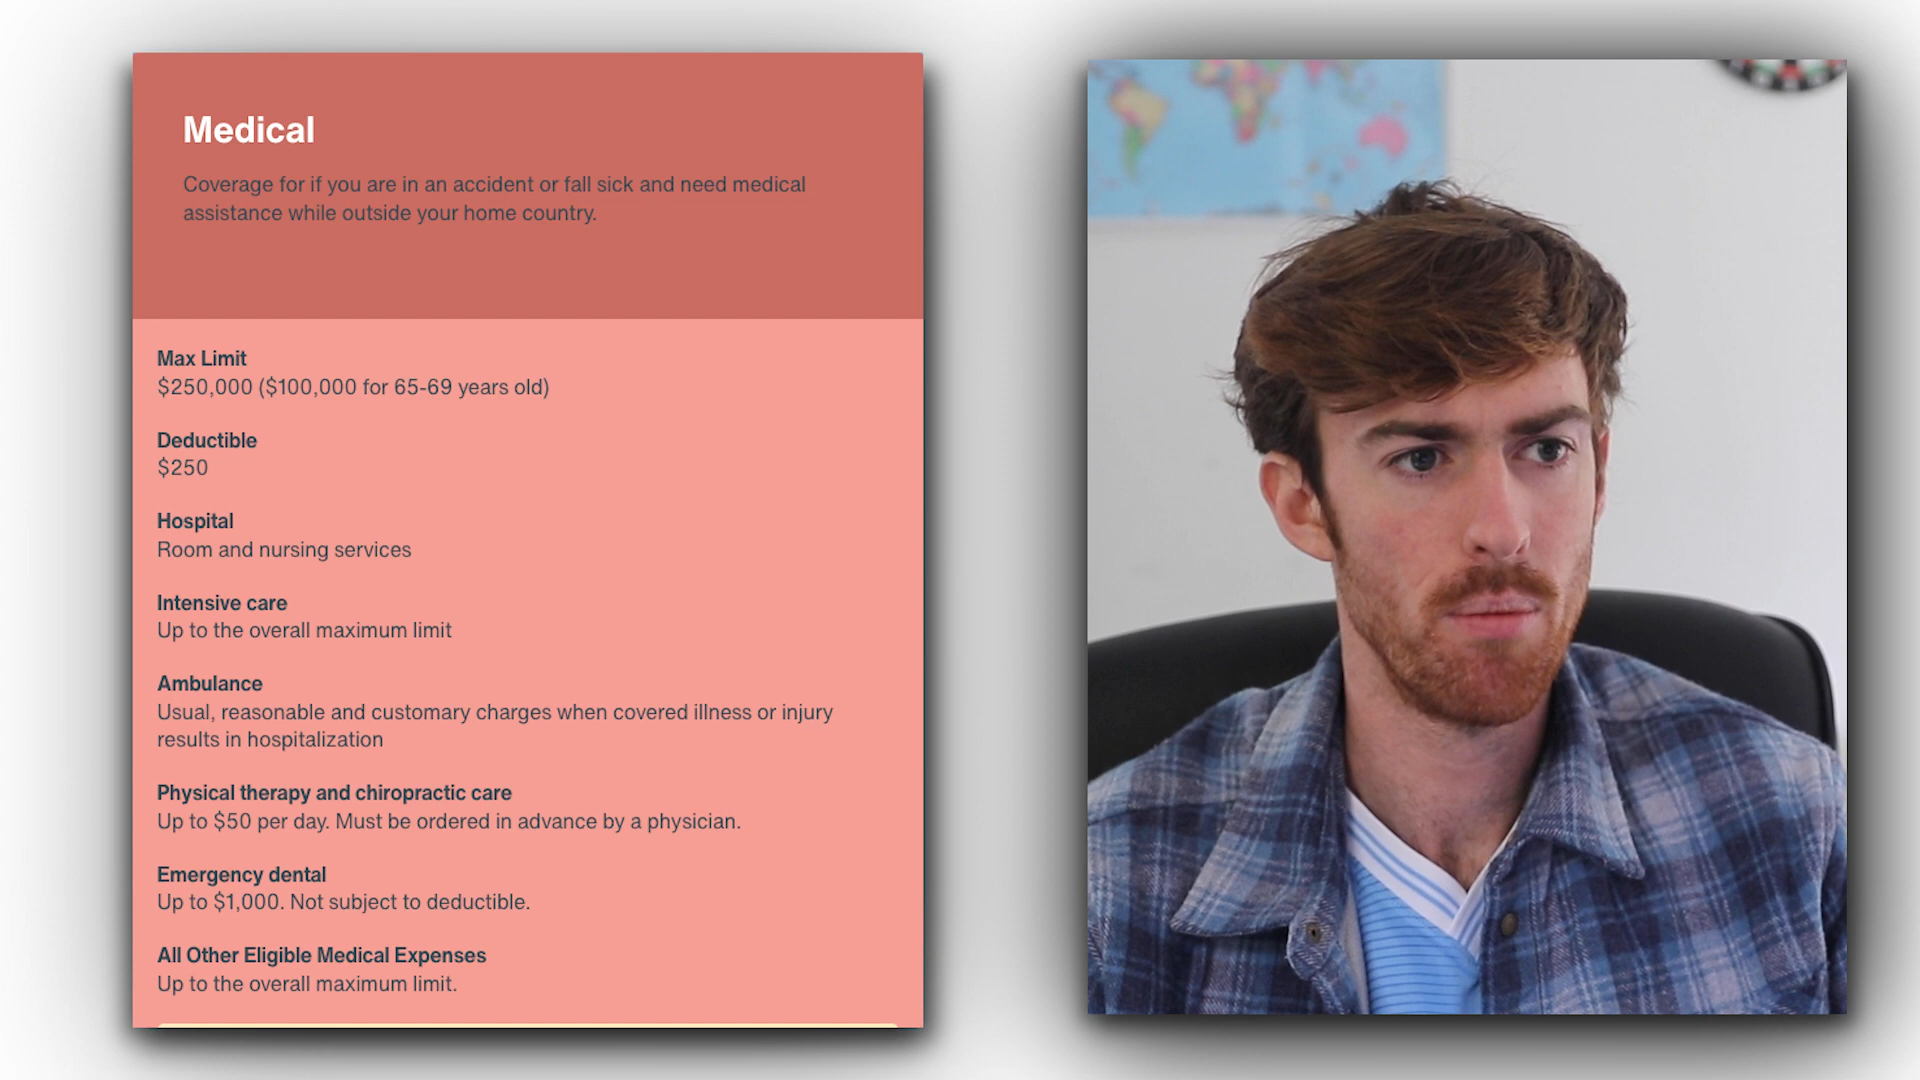 Medical
Coverage for if you are in an accident or fall sick and need medical
assistance while outside your home country.
Max Limit
$250,000 ($100,000 for 65-69 years old)
Deductible
$250
Hospital
Room and nursing services
Intensive care
Up to the overall maximum limit
Ambulance
Usual, reasonable and customary charges when covered illness or injury
results in hospitalization
Physical therapy and chiropractic care
Up to $50 per day. Must be ordered in advance by a physician.
Emergency dental
Up to $1,000. Not subject to deductible.
All Other Eligible Medical Expenses
Up to the overall maximum limit.